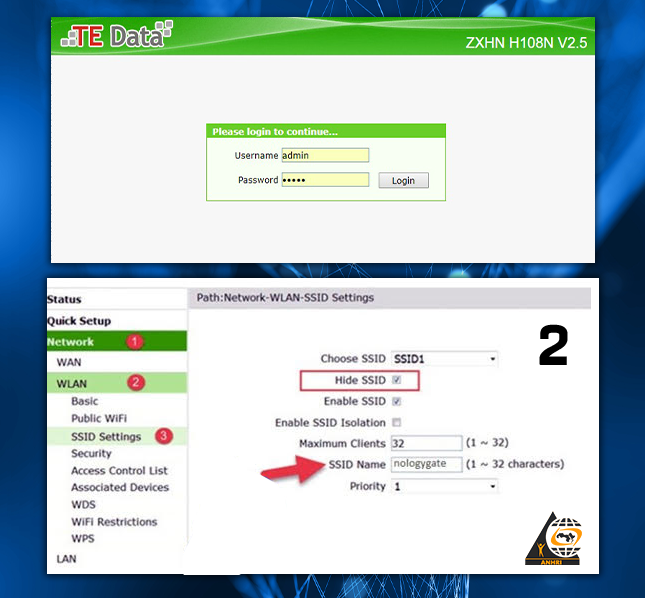 TE Data
ZXHN H108N V2.5
Please login to continue...
Username admin
Password •••••
Login
Status
Path:Network-WLAN-SSID Settings
Quick Setup
Network 1
WAN
WLAN 2
Basic
Public WiFi
SSID Settings 3
Security
Access Control List
Associated Devices
WDS
WiFi Restrictions
WPS
LAN
2
Choose SSID SSID1
Hide SSID
Enable SSID
Enable SSID Isolation
Maximum Clients 32 (1 ~ 32)
SSID Name nologygate (1 ~ 32 characters)
Priority 1
ANHRI